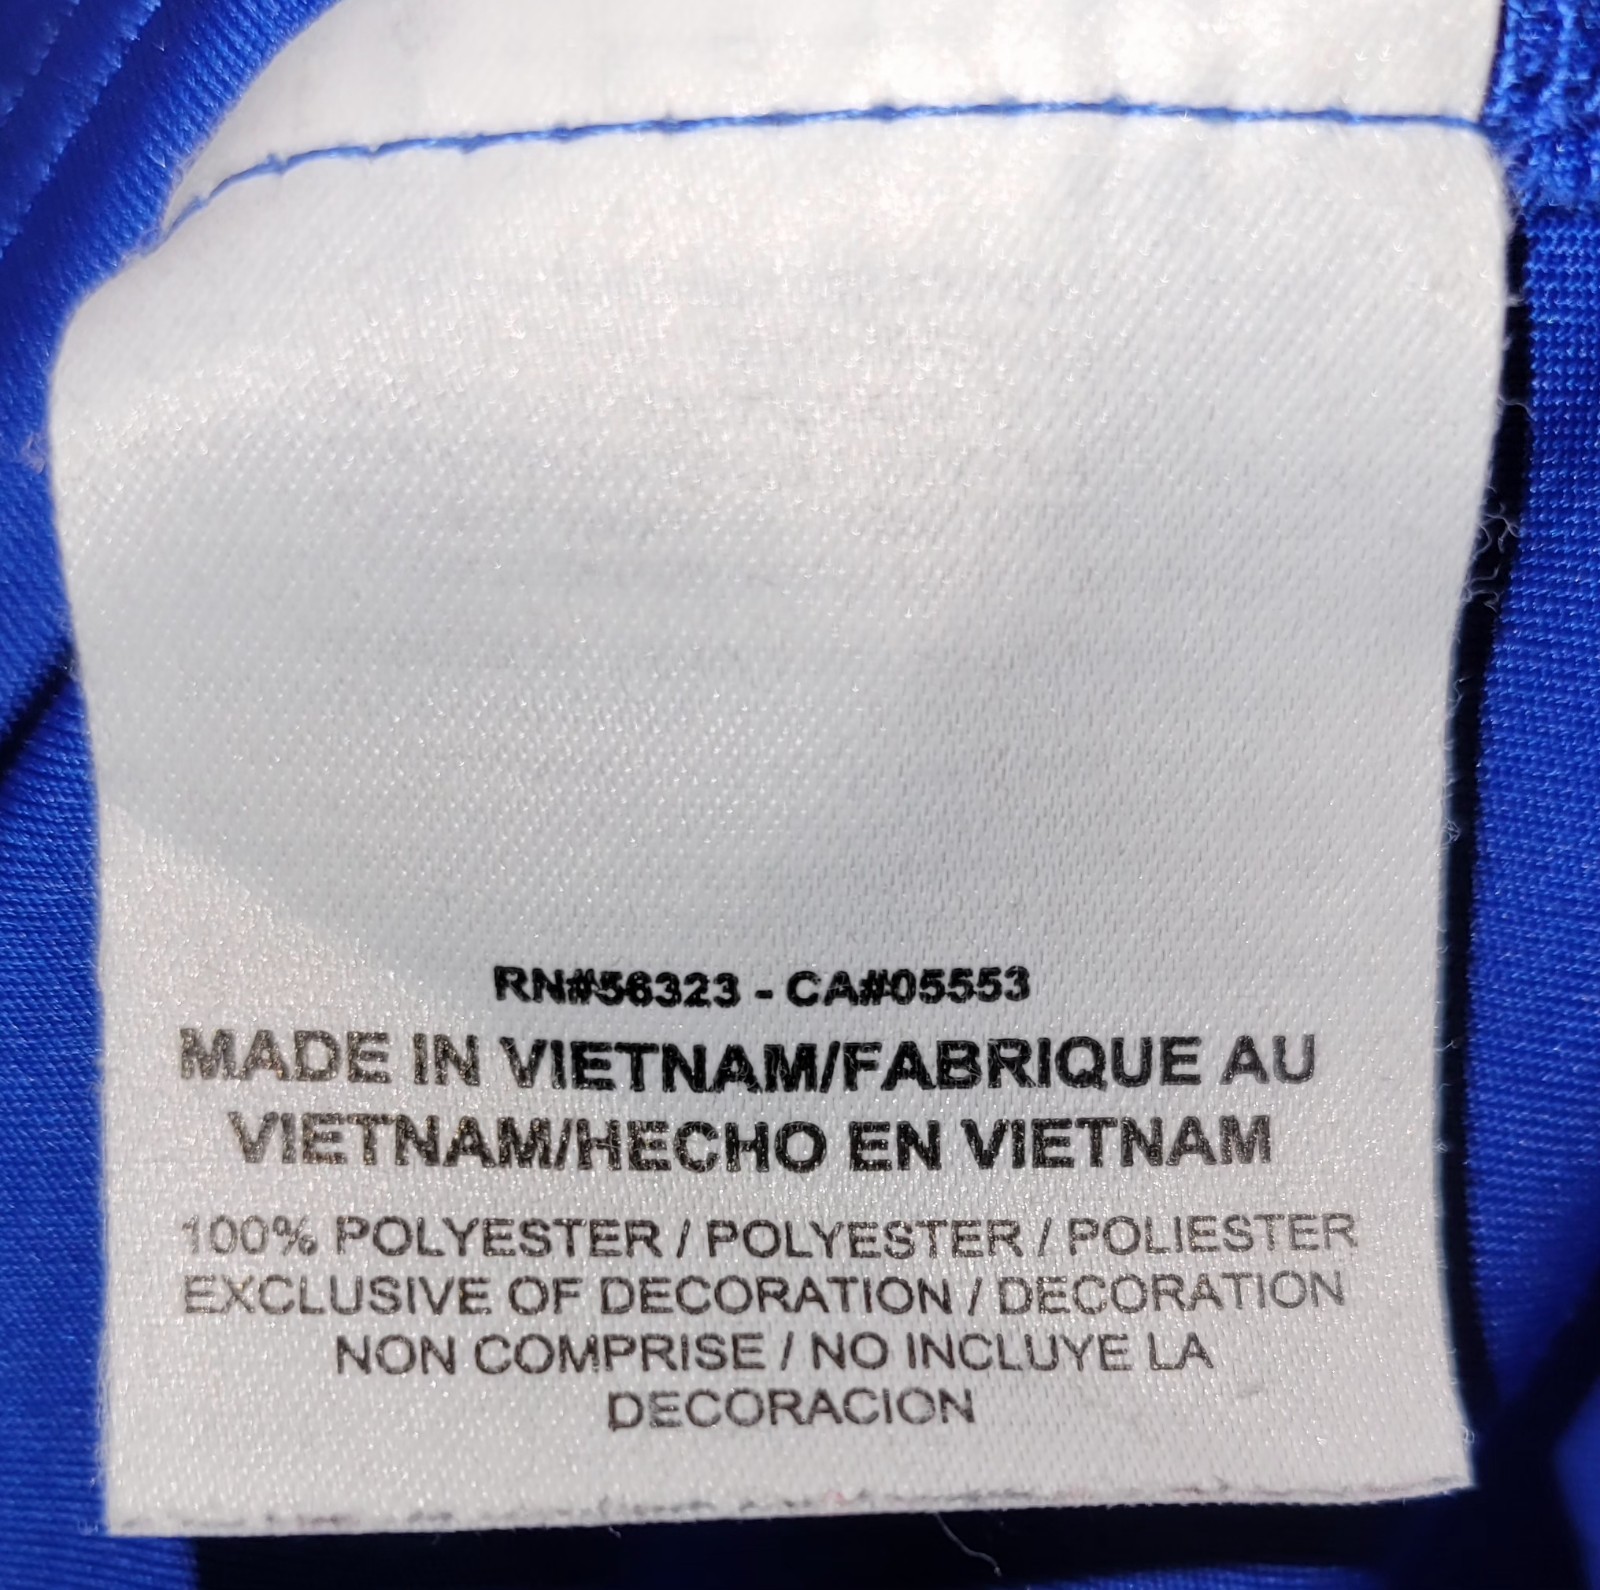 RN#56323 - CA#05553
MADE IN VIETNAM/FABRIQUE AU
VIETNAM/HECHO EN VIETNAM
100% POLYESTER / POLYESTER / POLIESTER
EXCLUSIVE OF DECORATION / DECORATION
NON COMPRISE / NO INCLUYE LA
DECORACION